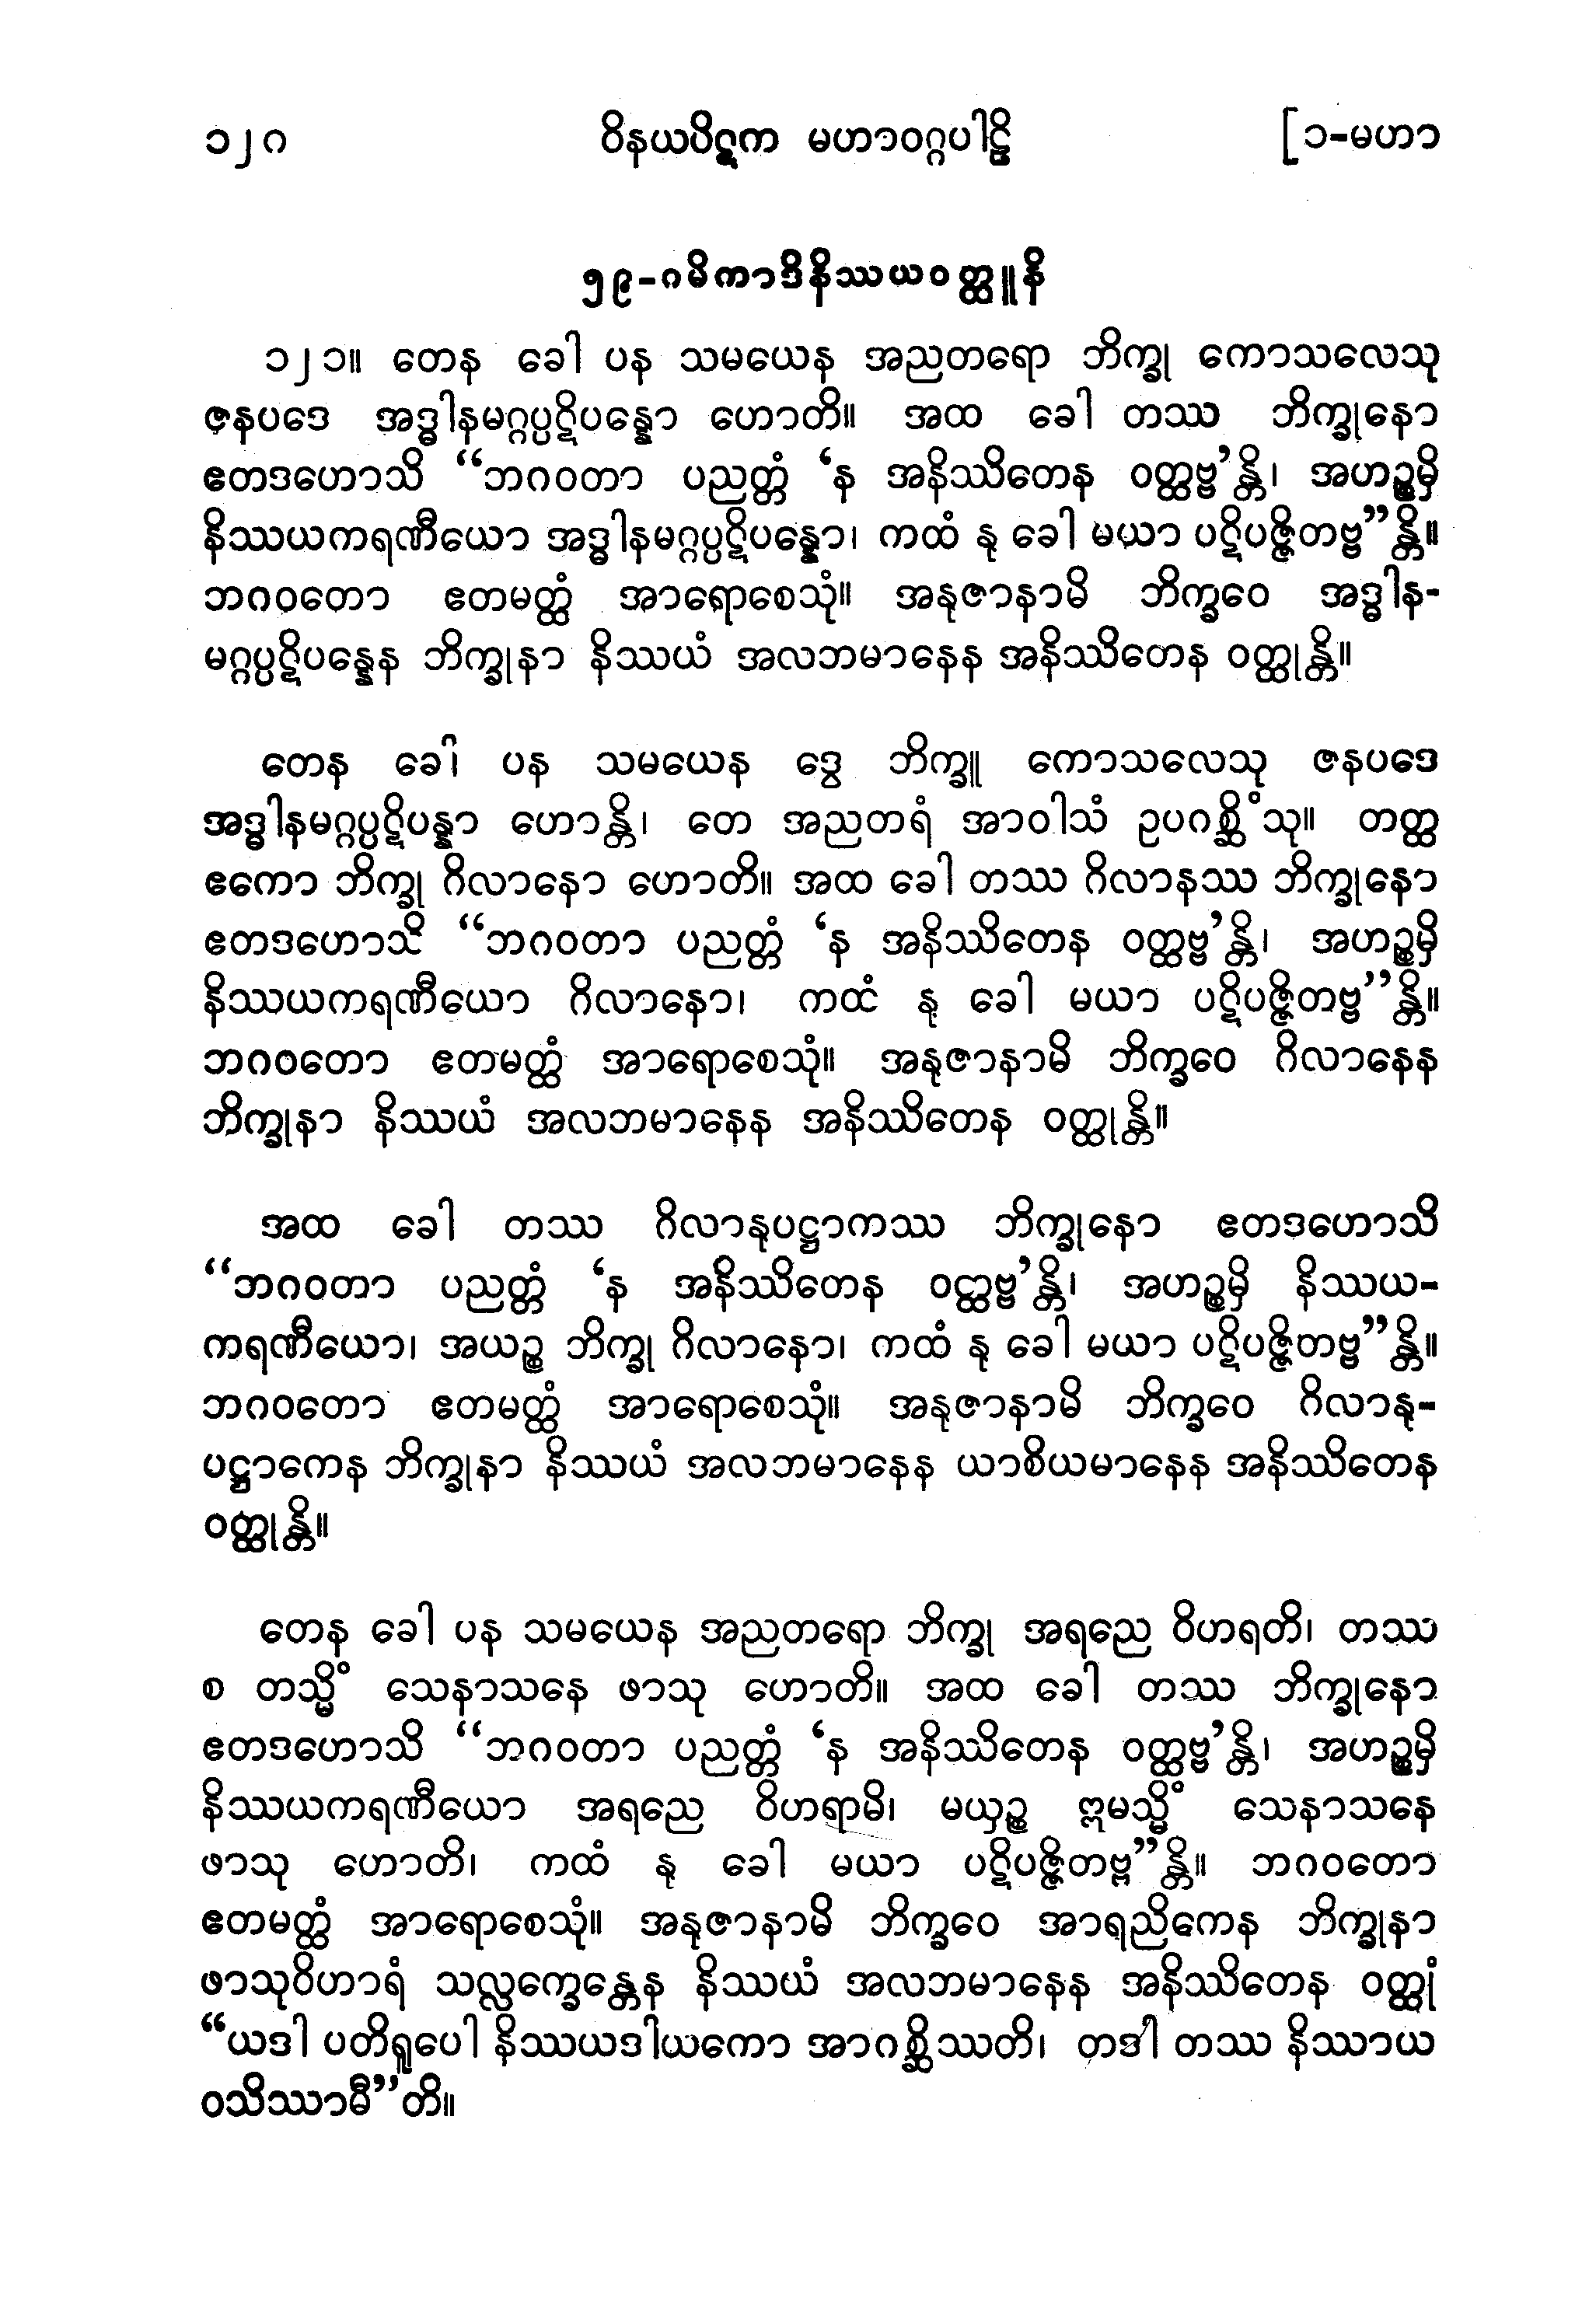 ၁၂ဂ ဝိနယပိဋက မဟာဝဂ္ဂပါဠိ [၁-မဟာ
၅၉-ဂမိကာဒိနိဿယဝတ္ထူနိ
၁၂၁။ တေန ခေါ ပန သမယေန အညတရော ဘိက္ခု ကောသလေသု
ဇနပဒေ အဒ္ဓါနမဂ္ဂပ္ပဋိပန္နော ဟောတိ။ အထ ခေါ တဿ ဘိက္ခုနော
ဧတဒဟောသိ “ဘဂဝတာ ပညတ္တံ ‘န အနိဿိတေန ဝတ္ထဗ္ဗ’န္တိ၊ အဟဉ္စမှိ
နိဿယကရဏီယော အဒ္ဓါနမဂ္ဂပ္ပဋိပန္နော၊ ကထံ နု ခေါ မယာ ပဋိပဇ္ဇိတဗ္ဗ”န္တိ။
ဘဂဝတော ဧတမတ္ထံ အာရောစေသုံ။ အနုဇာနာမိ ဘိက္ခဝေ အဒ္ဓါန-
မဂ္ဂပ္ပဋိပန္နေန ဘိက္ခုနာ နိဿယံ အလဘမာနေန အနိဿိတေန ဝတ္ထုန္တိ။
တေန ခေါ ပန သမယေန ဒွေ ဘိက္ခူ ကောသလေသု ဇနပဒေ
အဒ္ဓါနမဂ္ဂပ္ပဋိပန္နာ ဟောန္တိ၊ တေ အညတရံ အာဝါသံ ဥပဂစ္ဆိံသု။ တတ္ထ
ဧကော ဘိက္ခု ဂိလာနော ဟောတိ။ အထ ခေါ တဿ ဂိလာနဿ ဘိက္ခုနော
ဧတဒဟောသိ “ဘဂဝတာ ပညတ္တံ ‘န အနိဿိတေန ဝတ္ထဗ္ဗ’န္တိ၊ အဟဉ္စမှိ
နိဿယကရဏီယော ဂိလာနော၊ ကထံ နု ခေါ မယာ ပဋိပဇ္ဇိတဗ္ဗ”န္တိ။
ဘဂဝတော ဧတမတ္ထံ အာရောစေသုံ။ အနုဇာနာမိ ဘိက္ခဝေ ဂိလာနေန
ဘိက္ခုနာ နိဿယံ အလဘမာနေန အနိဿိတေန ဝတ္ထုန္တိ။
အထ ခေါ တဿ ဂိလာနုပဋ္ဌာကဿ ဘိက္ခုနော ဧတဒဟောသိ
“ဘဂဝတာ ပညတ္တံ ‘န အနိဿိတေန ဝတ္ထဗ္ဗ’န္တိ၊ အဟဉ္စမှိ နိဿယ-
ကရဏီယော၊ အယဉ္စ ဘိက္ခု ဂိလာနော၊ ကထံ နု ခေါ မယာ ပဋိပဇ္ဇိတဗ္ဗ”န္တိ။
ဘဂဝတော ဧတမတ္ထံ အာရောစေသုံ။ အနုဇာနာမိ ဘိက္ခဝေ ဂိလာနု-
ပဋ္ဌာကေန ဘိက္ခုနာ နိဿယံ အလဘမာနေန ယာစိယမာနေန အနိဿိတေန
ဝတ္ထုန္တိ။
တေန ခေါ ပန သမယေန အညတရော ဘိက္ခု အရညေ ဝိဟရတိ၊ တဿ
စ တသ္မိံ သေနာသနေ ဖာသု ဟောတိ။ အထ ခေါ တဿ ဘိက္ခုနော
ဧတဒဟောသိ “ဘဂဝတာ ပညတ္တံ ‘န အနိဿိတေန ဝတ္ထဗ္ဗ’န္တိ၊ အဟဉ္စမှိ
နိဿယကရဏီယော အရညေ ဝိဟရာမိ၊ မယှဉ္စ ဣမသ္မိံ သေနာသနေ
ဖာသု ဟောတိ၊ ကထံ နု ခေါ မယာ ပဋိပဇ္ဇိတဗ္ဗ”န္တိ။ ဘဂဝတော
ဧတမတ္ထံ အာရောစေသုံ။ အနုဇာနာမိ ဘိက္ခဝေ အာရညိကေန ဘိက္ခုနာ
ဖာသုဝိဟာရံ သလ္လက္ခေန္တေန နိဿယံ အလဘမာနေန အနိဿိတေန ဝတ္ထုံ
“ယဒါ ပတိရူပေါ နိဿယဒါယကော အာဂစ္ဆိဿတိ၊ တဒါ တဿ နိဿာယ
ဝသိဿာမီ”တိ။